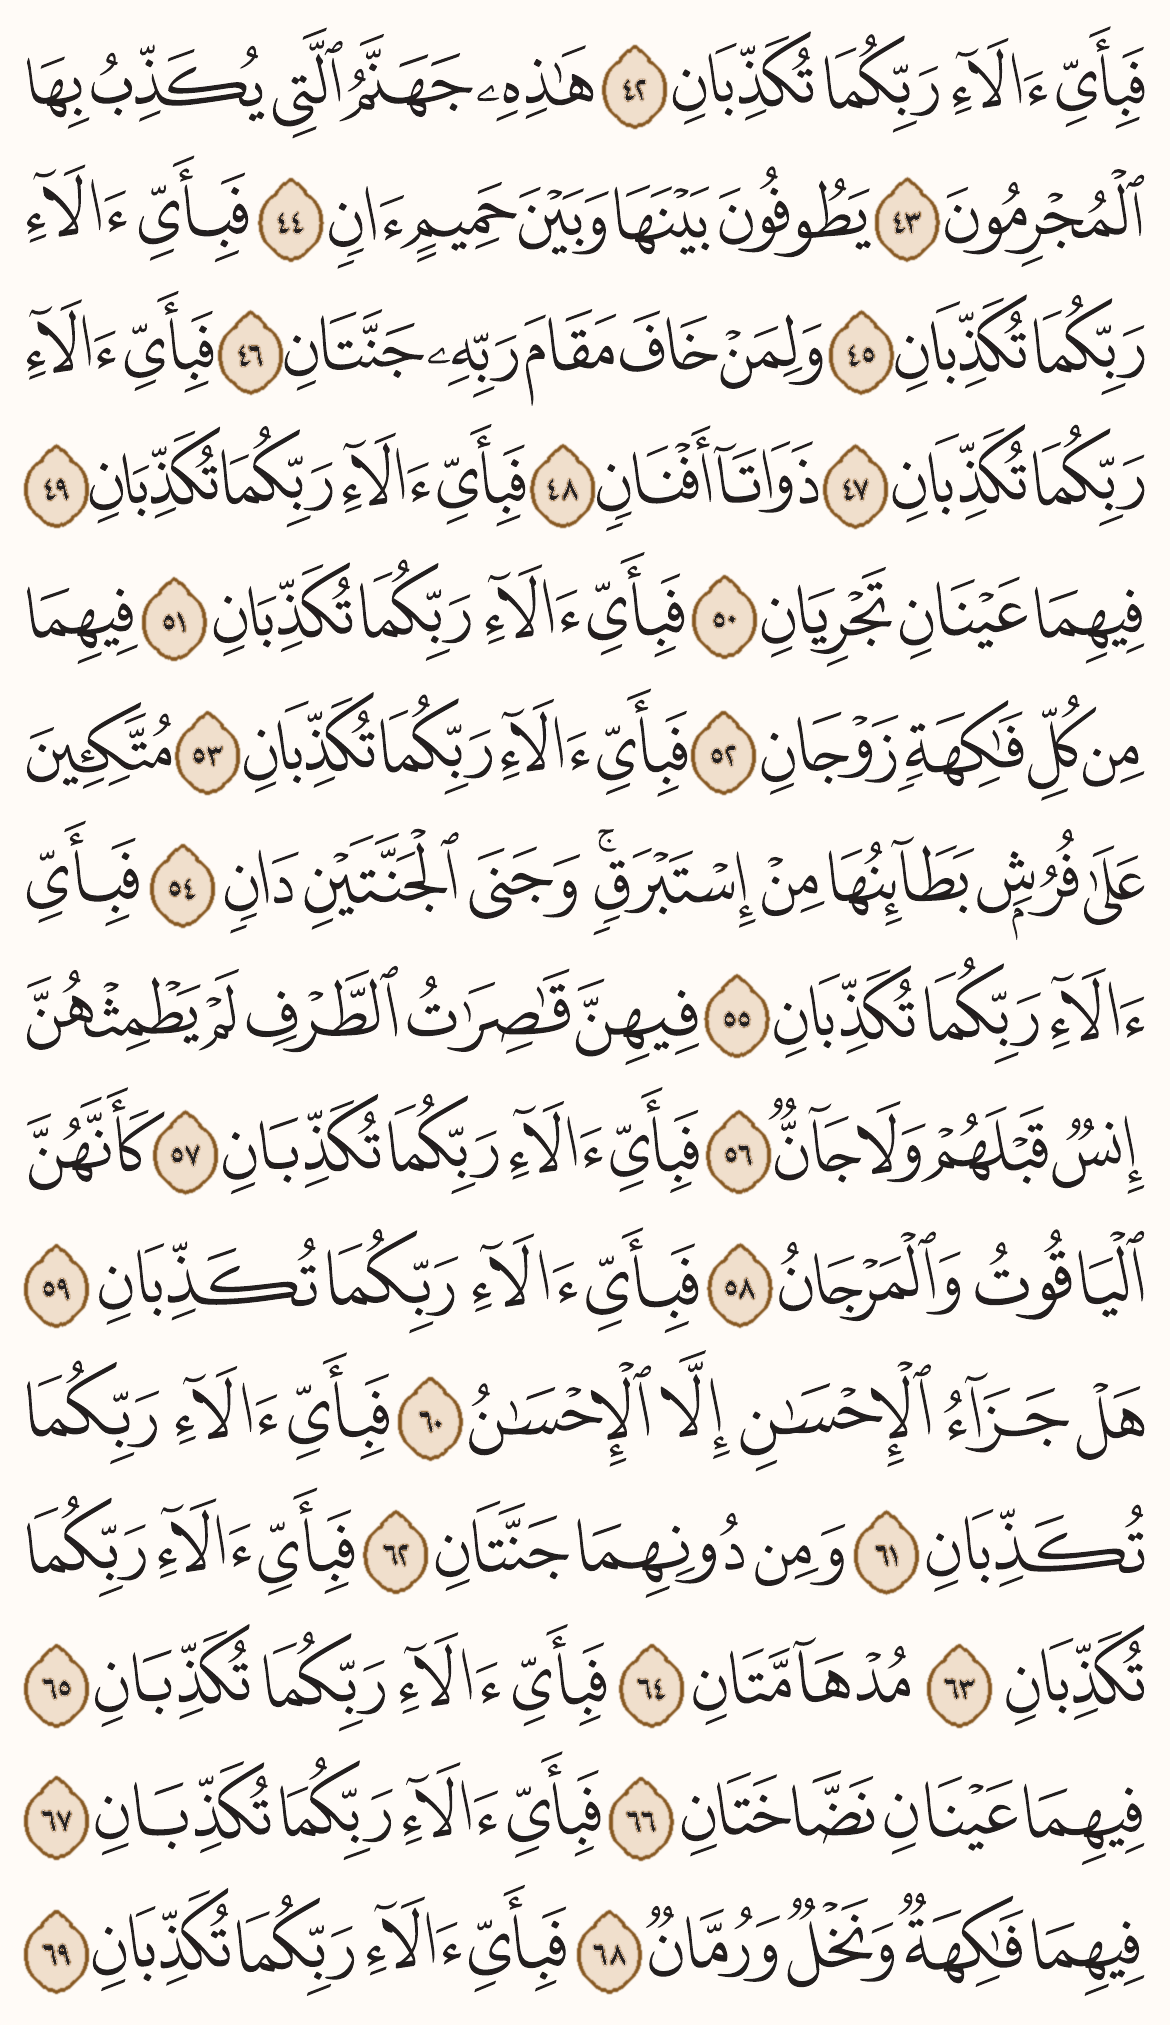 فَبِأَيِّ ءَالَآءِ رَبِّكُمَا تُكَذِّبَانِ ٤٢ هَٰذِهِۦ جَهَنَّمُ ٱلَّتِي يُكَذِّبُ بِهَا
ٱلْمُجْرِمُونَ ٤٣ يَطُوفُونَ بَيْنَهَا وَبَيْنَ حَمِيمٍ ءَانٍ ٤٤ فَبِأَيِّ ءَالَآءِ
رَبِّكُمَا تُكَذِّبَانِ ٤٥ وَلِمَنْ خَافَ مَقَامَ رَبِّهِۦ جَنَّتَانِ ٤٦ فَبِأَيِّ ءَالَآءِ
رَبِّكُمَا تُكَذِّبَانِ ٤٧ ذَوَاتَآ أَفْنَانٍ ٤٨ فَبِأَيِّ ءَالَآءِ رَبِّكُمَا تُكَذِّبَانِ ٤٩
فِيهِمَا عَيْنَانِ تَجْرِيَانِ ٥٠ فَبِأَيِّ ءَالَآءِ رَبِّكُمَا تُكَذِّبَانِ ٥١ فِيهِمَا
مِن كُلِّ فَٰكِهَةٍ زَوْجَانِ ٥٢ فَبِأَيِّ ءَالَآءِ رَبِّكُمَا تُكَذِّبَانِ ٥٣ مُتَّكِـِٔينَ
عَلَىٰ فُرُشٍۭ بَطَآئِنُهَا مِنْ إِسْتَبْرَقٍۚ وَجَنَى ٱلْجَنَّتَيْنِ دَانٍ ٥٤ فَبِأَيِّ
ءَالَآءِ رَبِّكُمَا تُكَذِّبَانِ ٥٥ فِيهِنَّ قَٰصِرَٰتُ ٱلطَّرْفِ لَمْ يَطْمِثْهُنَّ
إِنسٌ قَبْلَهُمْ وَلَا جَآنٌّ ٥٦ فَبِأَيِّ ءَالَآءِ رَبِّكُمَا تُكَذِّبَانِ ٥٧ كَأَنَّهُنَّ
ٱلْيَاقُوتُ وَٱلْمَرْجَانُ ٥٨ فَبِأَيِّ ءَالَآءِ رَبِّكُمَا تُكَذِّبَانِ ٥٩
هَلْ جَزَآءُ ٱلْإِحْسَٰنِ إِلَّا ٱلْإِحْسَٰنُ ٦٠ فَبِأَيِّ ءَالَآءِ رَبِّكُمَا
تُكَذِّبَانِ ٦١ وَمِن دُونِهِمَا جَنَّتَانِ ٦٢ فَبِأَيِّ ءَالَآءِ رَبِّكُمَا
تُكَذِّبَانِ ٦٣ مُدْهَآمَّتَانِ ٦٤ فَبِأَيِّ ءَالَآءِ رَبِّكُمَا تُكَذِّبَانِ ٦٥
فِيهِمَا عَيْنَانِ نَضَّاخَتَانِ ٦٦ فَبِأَيِّ ءَالَآءِ رَبِّكُمَا تُكَذِّبَانِ ٦٧
فِيهِمَا فَٰكِهَةٌ وَنَخْلٌ وَرُمَّانٌ ٦٨ فَبِأَيِّ ءَالَآءِ رَبِّكُمَا تُكَذِّبَانِ ٦٩